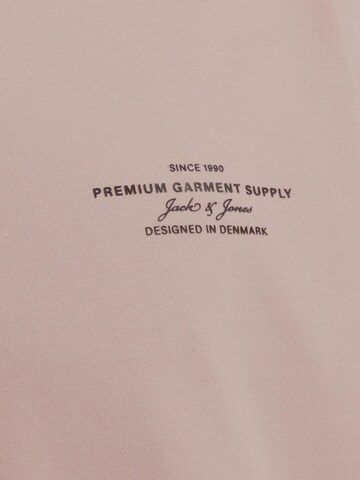 SINCE 1990
PREMIUM GARMENT SUPPLY
Jack & Jones
DESIGNED IN DENMARK